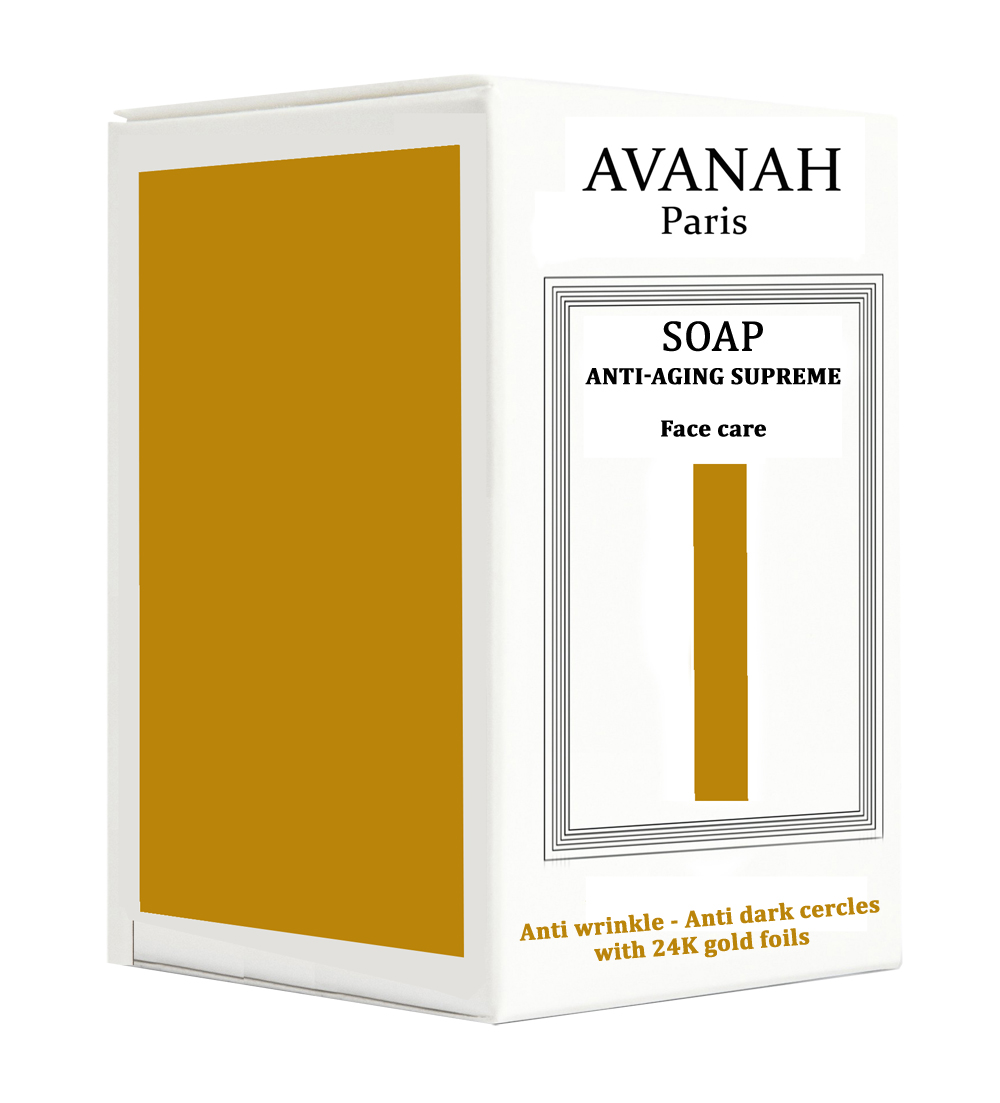 AVANAH
Paris
SOAP
ANTI-AGING SUPREME
Face care
Anti wrinkle - Anti dark cercles
with 24K gold foils